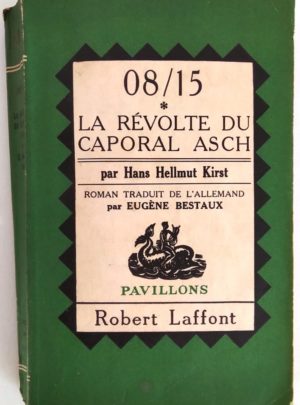 08/15
*
LA RÉVOLTE DU
CAPORAL ASCH
par Hans Hellmut Kirst
ROMAN TRADUIT DE L'ALLEMAND
par EUGÈNE BESTAUX
PAVILLONS
Robert Laffont